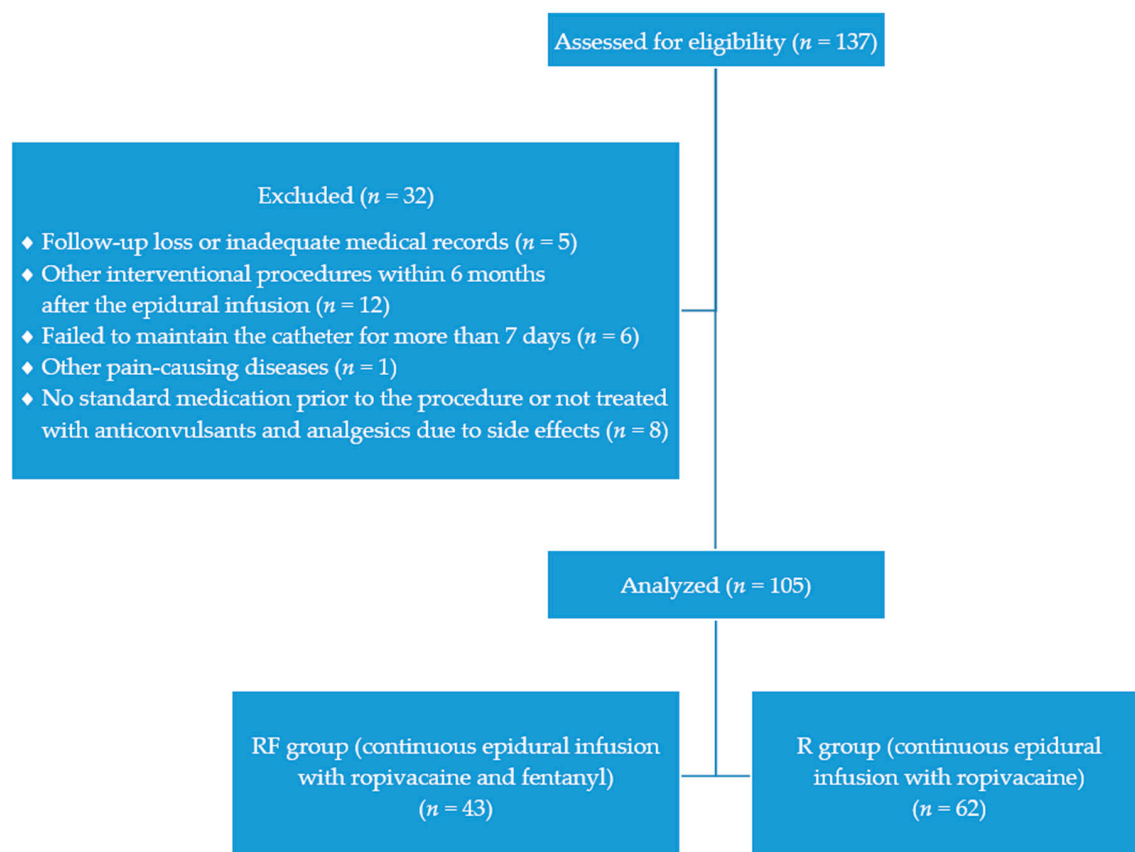 Assessed for eligibility (n = 137)
Excluded (n = 32)
♦ Follow-up loss or inadequate medical records (n = 5)
♦ Other interventional procedures within 6 months
after the epidural infusion (n = 12)
♦ Failed to maintain the catheter for more than 7 days (n = 6)
♦ Other pain-causing diseases (n = 1)
♦ No standard medication prior to the procedure or not treated
with anticonvulsants and analgesics due to side effects (n = 8)
Analyzed (n = 105)
RF group (continuous epidural infusion
with ropivacaine and fentanyl)
(n = 43)
R group (continuous epidural
infusion with ropivacaine)
(n = 62)